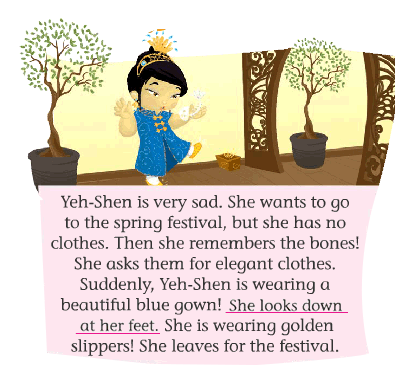 Yeh-Shen is very sad. She wants to go
to the spring festival, but she has no
clothes. Then she remembers the bones!
She asks them for elegant clothes.
Suddenly, Yeh-Shen is wearing a
beautiful blue gown! She looks down
at her feet. She is wearing golden
slippers! She leaves for the festival.